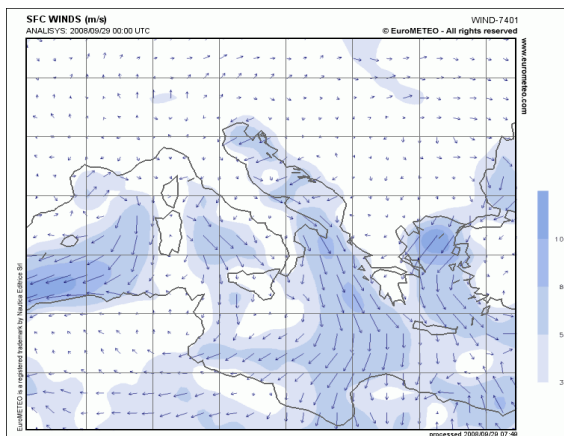 SFC WINDS (m/s)
WIND-7401
ANALISYS: 2008/09/29 00:00 UTC
© EuroMETEO - All rights reserved
www.eurometeo.com
EuroMETEO is a registered trademark by Nautica Editrice Srl
10
8
5
3
processed 2008/09/29 07:49